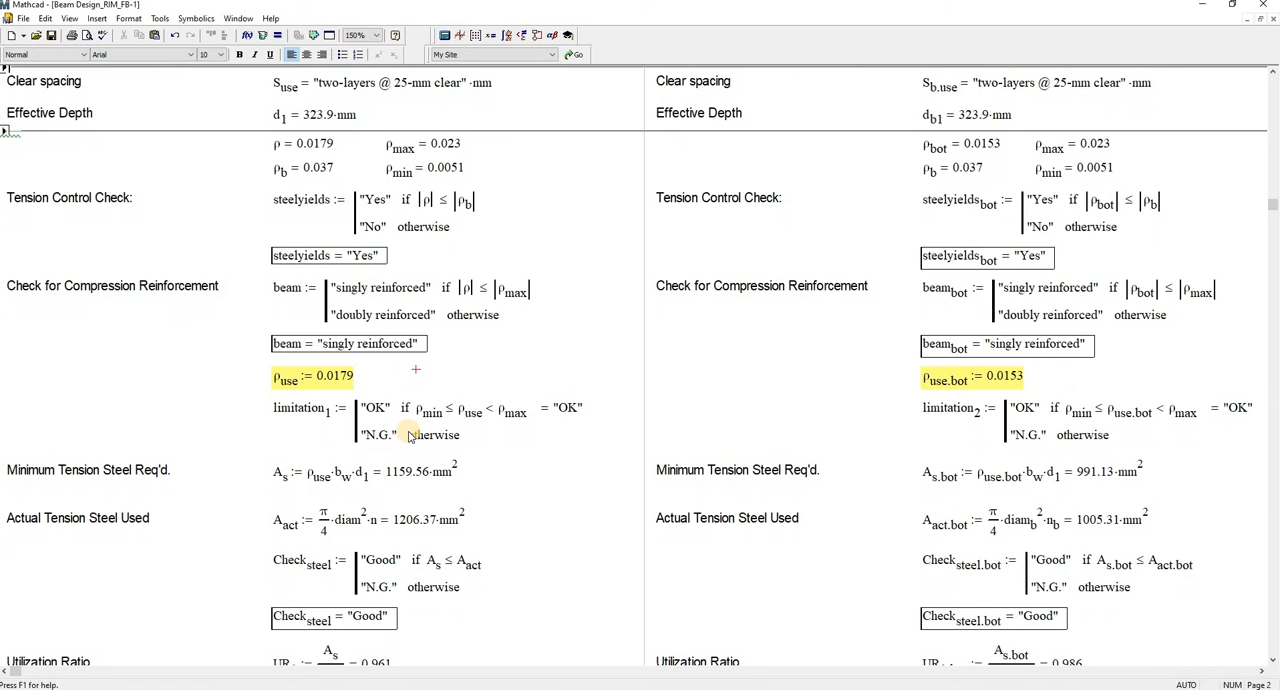 Mathcad - [Beam Design_RIM_FB-1]
File Edit View Insert Format Tools Symbolics Window Help
150%
Normal Arial 10 B I U My Site Go
Clear spacing S_use = "two-layers @ 25-mm clear" ·mm Clear spacing S_b.use = "two-layers @ 25-mm clear" ·mm
Effective Depth d_1 = 323.9·mm Effective Depth d_b1 = 323.9·mm
ρ = 0.0179 ρ_max = 0.023 ρ_bot = 0.0153 ρ_max = 0.023
ρ_b = 0.037 ρ_min = 0.0051 ρ_b = 0.037 ρ_min = 0.0051
Tension Control Check: steelyields := "Yes" if |ρ| ≤ |ρ_b| Tension Control Check: steelyields_bot := "Yes" if |ρ_bot| ≤ |ρ_b|
"No" otherwise "No" otherwise
steelyields = "Yes" steelyields_bot = "Yes"
Check for Compression Reinforcement beam := "singly reinforced" if |ρ| ≤ |ρ_max| Check for Compression Reinforcement beam_bot := "singly reinforced" if |ρ_bot| ≤ |ρ_max|
"doubly reinforced" otherwise "doubly reinforced" otherwise
beam = "singly reinforced" beam_bot = "singly reinforced"
ρ_use := 0.0179 ρ_use.bot := 0.0153
limitation_1 := "OK" if ρ_min ≤ ρ_use < ρ_max = "OK" limitation_2 := "OK" if ρ_min ≤ ρ_use.bot < ρ_max = "OK"
"N.G." otherwise "N.G." otherwise
Minimum Tension Steel Req'd. A_s := ρ_use·b_w·d_1 = 1159.56·mm² Minimum Tension Steel Req'd. A_s.bot := ρ_use.bot·b_w·d_1 = 991.13·mm²
Actual Tension Steel Used A_act := π/4·diam²·n = 1206.37·mm² Actual Tension Steel Used A_act.bot := π/4·diam_b²·n_b = 1005.31·mm²
Check_steel := "Good" if A_s ≤ A_act Check_steel.bot := "Good" if A_s.bot ≤ A_act.bot
"N.G." otherwise "N.G." otherwise
Check_steel = "Good" Check_steel.bot = "Good"
Utilization Ratio A_s = 0.961 Utilization Ratio A_s.bot = 0.986
Press F1 for help. AUTO NUM Page 2